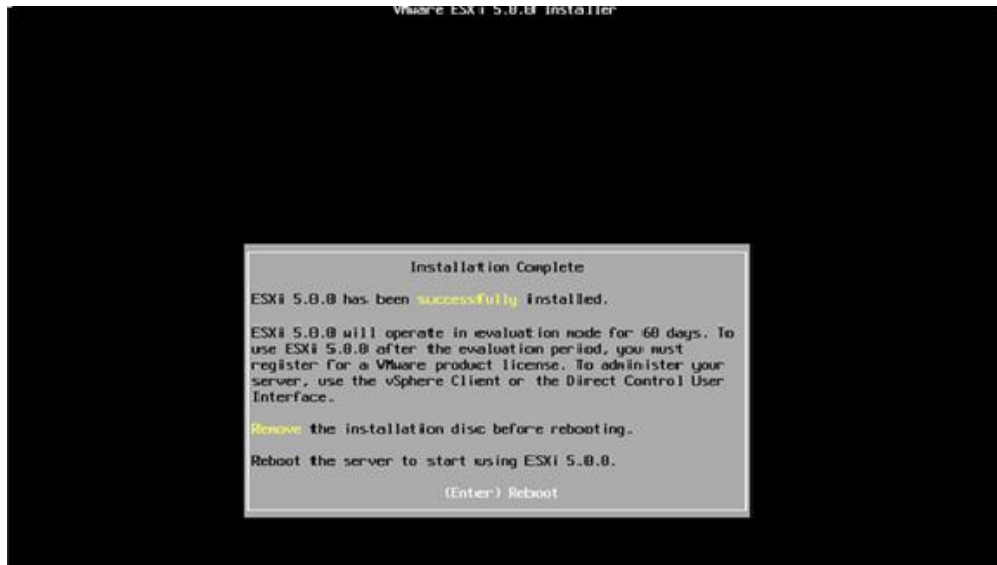 VMware ESXi 5.0.0 Installer
Installation Complete
ESXi 5.0.0 has been successfully installed.
ESXi 5.0.0 will operate in evaluation mode for 60 days. To
use ESXi 5.0.0 after the evaluation period, you must
register for a VMware product license. To administer your
server, use the vSphere Client or the Direct Control User
Interface.
Remove the installation disc before rebooting.
Reboot the server to start using ESXi 5.0.0.
(Enter) Reboot